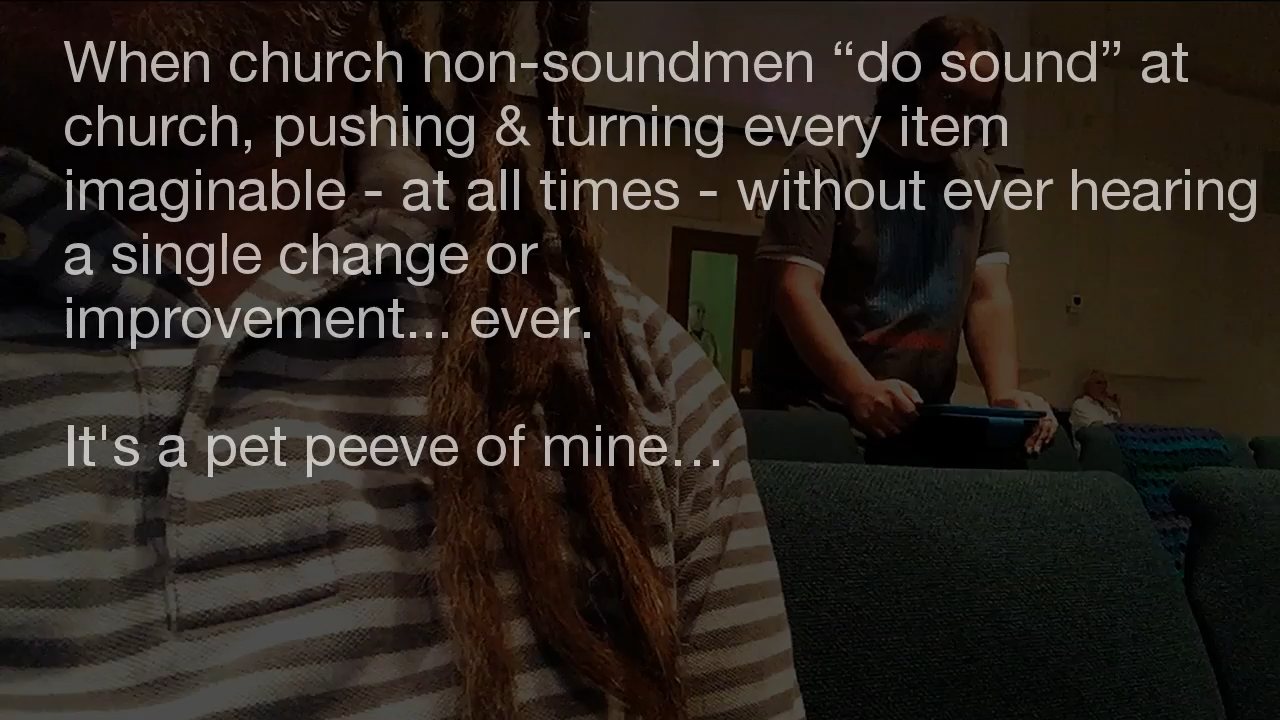 When church non-soundmen “do sound” at
church, pushing & turning every item
imaginable - at all times - without ever hearing
a single change or
improvement... ever.
It's a pet peeve of mine…